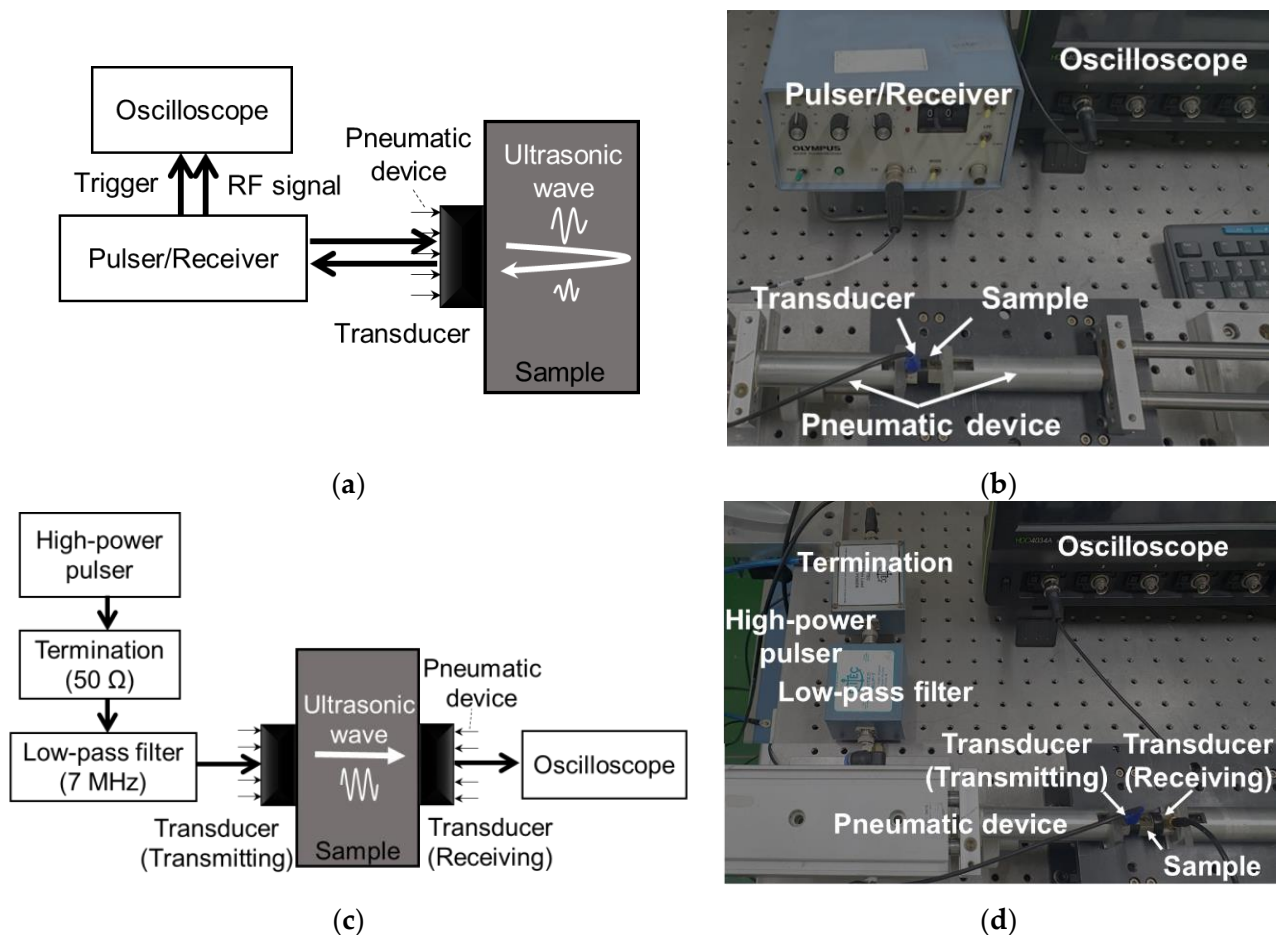 Oscilloscope
Trigger
RF signal
Pulser/Receiver
Pneumatic
device
Transducer
Ultrasonic
wave
Sample
(a)
Oscilloscope
Pulser/Receiver
OLYMPUS
Transducer
Sample
Pneumatic device
(b)
High-power
pulser
Termination
(50 Ω)
Low-pass filter
(7 MHz)
Transducer
(Transmitting)
Ultrasonic
wave
Sample
Pneumatic
device
Transducer
(Receiving)
Oscilloscope
(c)
HDO4034A
Oscilloscope
Termination
High-power
pulser
Low-pass filter
Transducer
(Transmitting)
Transducer
(Receiving)
Pneumatic device
Sample
(d)